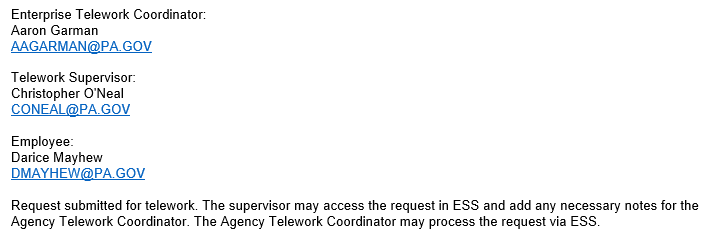 Enterprise Telework Coordinator:
Aaron Garman
AAGARMAN@PA.GOV
Telework Supervisor:
Christopher O'Neal
CONEAL@PA.GOV
Employee:
Darice Mayhew
DMAYHEW@PA.GOV
Request submitted for telework. The supervisor may access the request in ESS and add any necessary notes for the
Agency Telework Coordinator. The Agency Telework Coordinator may process the request via ESS.